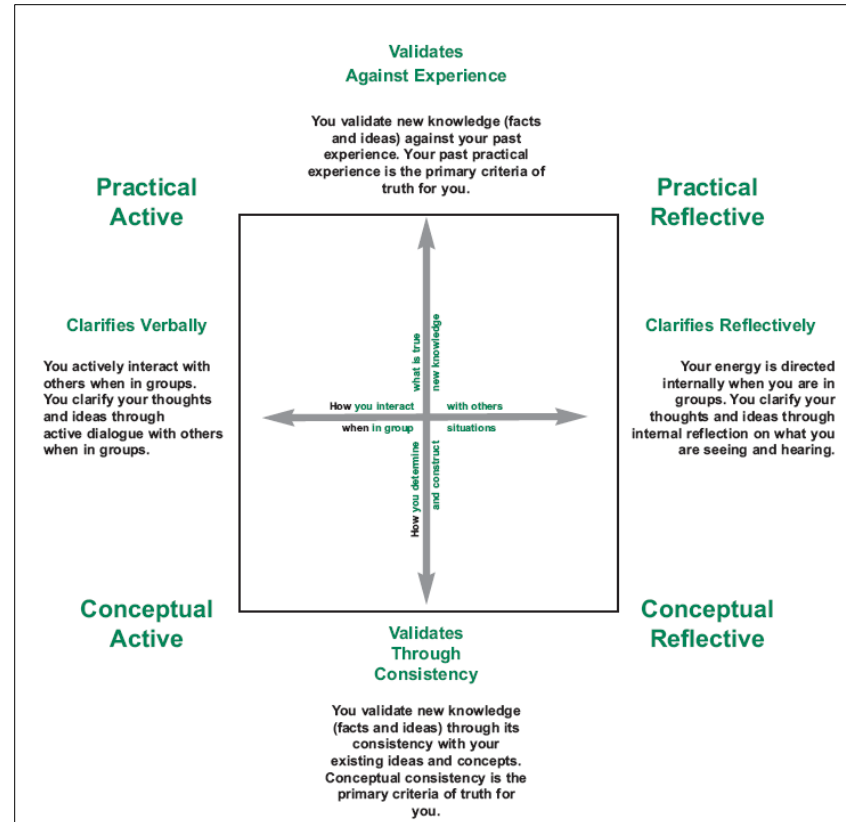 Validates
Against Experience
You validate new knowledge (facts
and ideas) against your past
experience. Your past practical
experience is the primary criteria of
truth for you.
Practical
Active
Practical
Reflective
Clarifies Verbally
You actively interact with
others when in groups.
You clarify your thoughts
and ideas through
active dialogue with others
when in groups.
what is true
new knowledge
How you interact
with others
when in group
situations
How you determine
and construct
Clarifies Reflectively
Your energy is directed
internally when you are in
groups. You clarify your
thoughts and ideas through
internal reflection on what you
are seeing and hearing.
Conceptual
Active
Conceptual
Reflective
Validates
Through
Consistency
You validate new knowledge
(facts and ideas) through its
consistency with your
existing ideas and concepts.
Conceptual consistency is the
primary criteria of truth for
you.